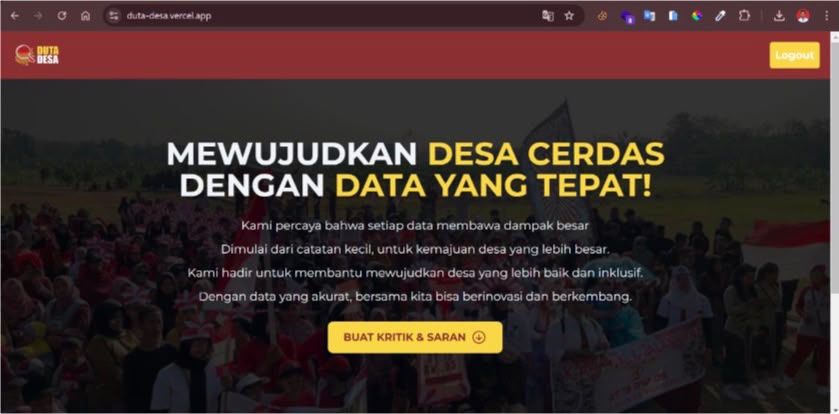 duta-desa.vercel.app
DUTA
DESA
Logout
MEWUJUDKAN DESA CERDAS
DENGAN DATA YANG TEPAT!
Kami percaya bahwa setiap data membawa dampak besar
Dimulai dari catatan kecil, untuk kemajuan desa yang lebih besar.
Kami hadir untuk membantu mewujudkan desa yang lebih baik dan inklusif.
Dengan data yang akurat, bersama kita bisa berinovasi dan berkembang.
BUAT KRITIK & SARAN